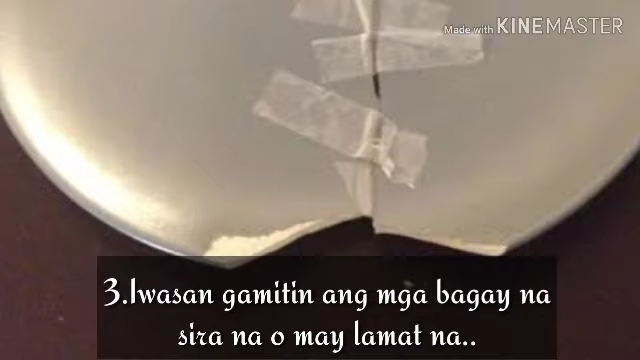 Made with KINEMASTER
3.Iwasan gamitin ang mga bagay na
sira na o may lamat na..